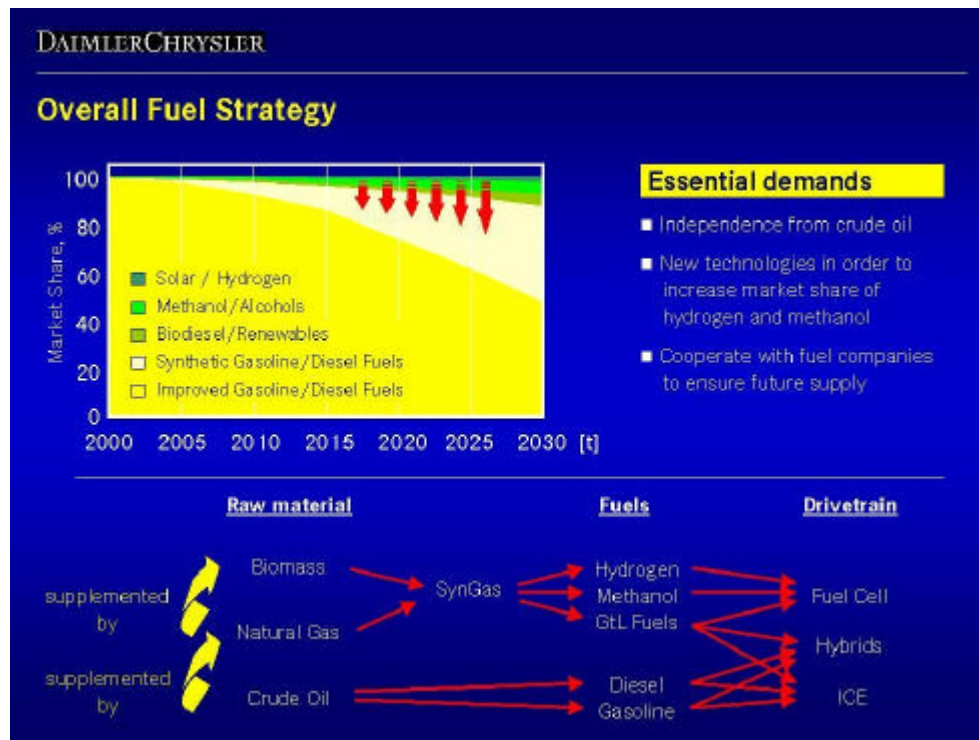 DAIMLERCHRYSLER
Overall Fuel Strategy
Market Share, %
100
80
60
40
20
0
2000 2005 2010 2015 2020 2025 2030 [t]
Solar / Hydrogen
Methanol/Alcohols
Biodiesel/Renewables
Synthetic Gasoline/Diesel Fuels
Improved Gasoline/Diesel Fuels
Essential demands
Independence from crude oil
New technologies in order to
increase market share of
hydrogen and methanol
Cooperate with fuel companies
to ensure future supply
Raw material Fuels Drivetrain
supplemented
by
supplemented
by
Biomass
Natural Gas
Crude Oil
SynGas
Hydrogen
Methanol
GtL Fuels
Diesel
Gasoline
Fuel Cell
Hybrids
ICE